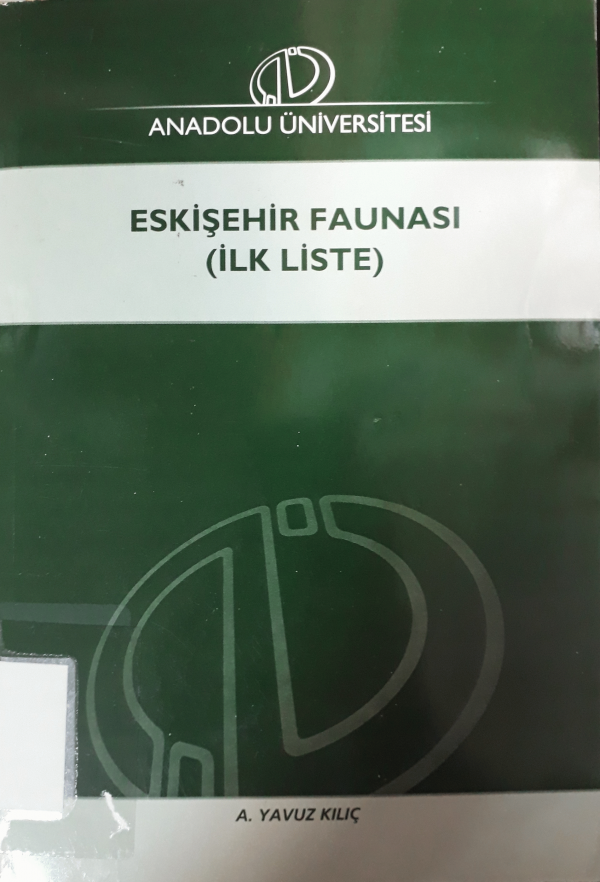 ANADOLU ÜNİVERSİTESİ
ESKİŞEHİR FAUNASI
(İLK LİSTE)
A. YAVUZ KILIÇ